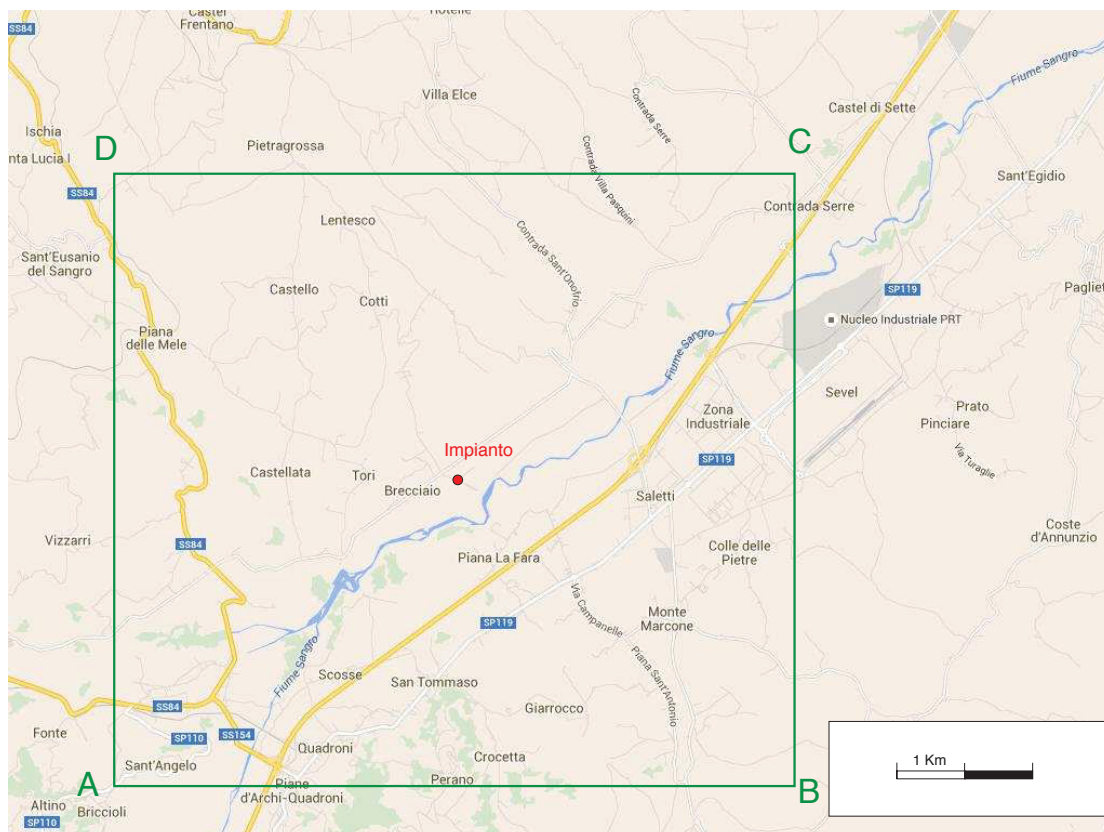 Castel
Frentano
Hotelle
SS84
Villa Elce
Contrada Serre
Fiume Sangro
Castel di Sette
Ischia
nta Lucia I
D
Pietragrossa
Contrada Villa Pasquini
C
Sant'Egidio
SS84
Lentesco
Contrada Sant'Onofrio
Contrada Serre
Sant'Eusanio
del Sangro
Castello
Cotti
SP119
Pagliet
Nucleo Industriale PRT
Piana
delle Mele
Fiume Sangro
Sevel
Zona
Industriale
Prato
Pinciare
Via Turaglie
Impianto
Castellata
Tori
Brecciaio
SP119
Saletti
Coste
d'Annunzio
Vizzarri
SS84
Piana La Fara
Colle delle
Pietre
Via Campanelle
Monte
Marcone
SP119
Fiume Sangro
Scosse
San Tommaso
Piana Sant'Antonio
SS84
Giarrocco
Fonte
SP110
SS154
Quadroni
Crocetta
Sant'Angelo
Perano
1 Km
A
Piane
d'Archi-Quadroni
B
Altino
Briccioli
SP110